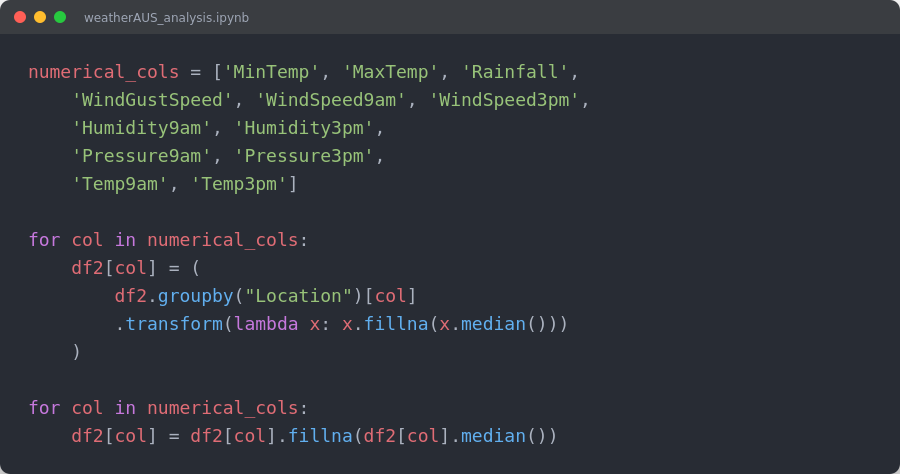 weatherAUS_analysis.ipynb
numerical_cols = ['MinTemp', 'MaxTemp', 'Rainfall',
    'WindGustSpeed', 'WindSpeed9am', 'WindSpeed3pm',
    'Humidity9am', 'Humidity3pm',
    'Pressure9am', 'Pressure3pm',
    'Temp9am', 'Temp3pm']
for col in numerical_cols:
    df2[col] = (
        df2.groupby("Location")[col]
        .transform(lambda x: x.fillna(x.median()))
    )
for col in numerical_cols:
    df2[col] = df2[col].fillna(df2[col].median())